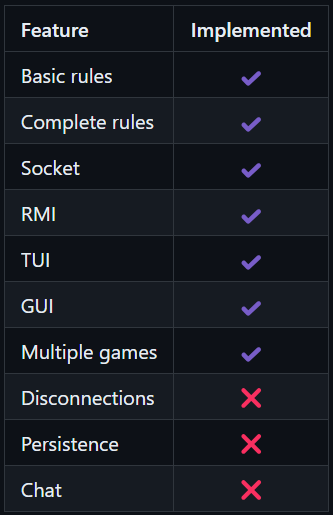 Feature Implemented
Basic rules ✔
Complete rules ✔
Socket ✔
RMI ✔
TUI ✔
GUI ✔
Multiple games ✔
Disconnections ❌
Persistence ❌
Chat ❌